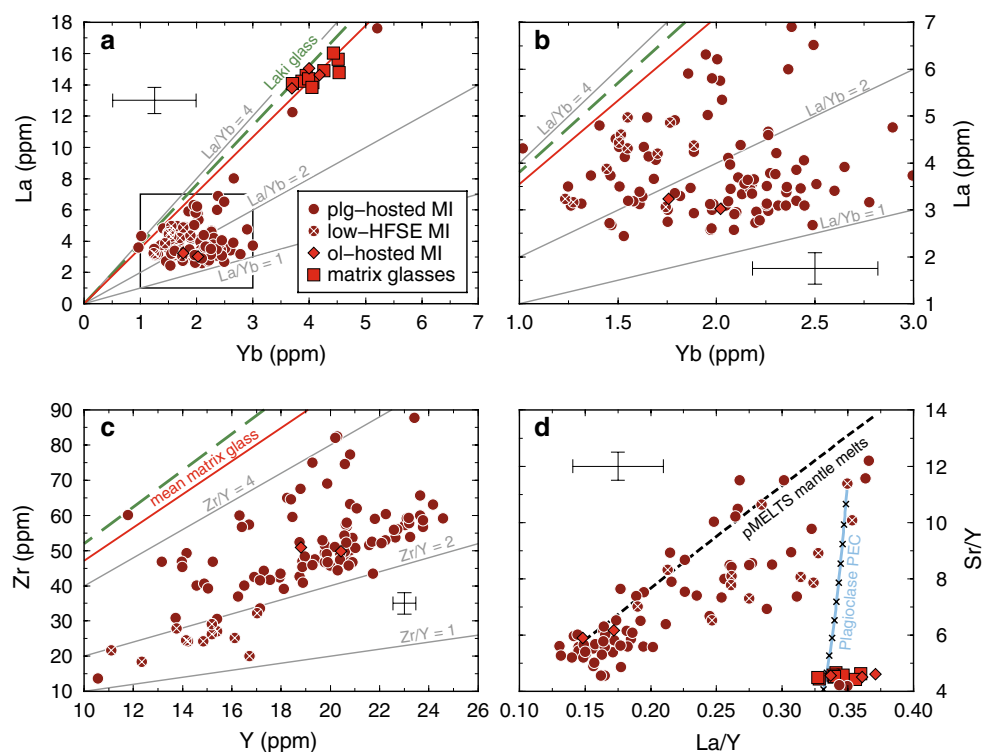 a
18
16
14
12
10
8
6
4
2
0
La (ppm)
Laki glass
La/Yb = 4
La/Yb = 2
La/Yb = 1
plg-hosted MI
low-HFSE MI
ol-hosted MI
matrix glasses
0 1 2 3 4 5 6 7
Yb (ppm)
b
La/Yb = 4
La/Yb = 2
La/Yb = 1
7
6
5
4
3
2
1
La (ppm)
1.0 1.5 2.0 2.5 3.0
Yb (ppm)
c
90
80
70
60
50
40
30
20
10
Zr (ppm)
mean matrix glass
Zr/Y = 4
Zr/Y = 2
Zr/Y = 1
10 12 14 16 18 20 22 24 26
Y (ppm)
d
pMELTS mantle melts
Plagioclase PEC
14
12
10
8
6
4
Sr/Y
0.10 0.15 0.20 0.25 0.30 0.35 0.40
La/Y